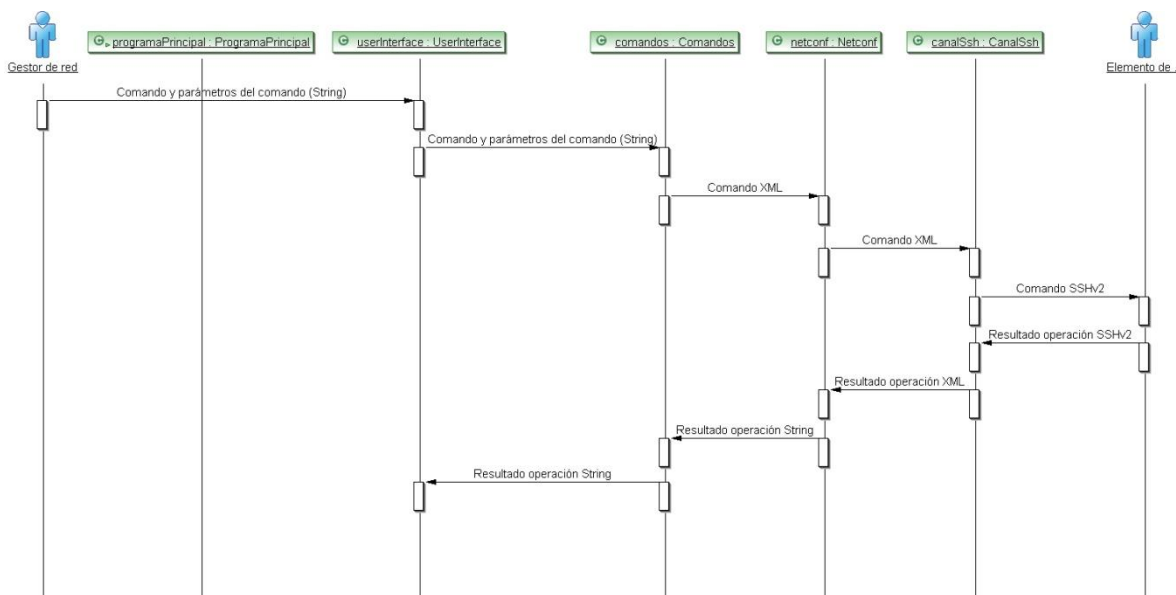 Gestor de red
programaPrincipal : ProgramaPrincipal
userInterface : UserInterface
comandos : Comandos
netconf : Netconf
canalSsh : CanalSsh
Elemento de .
Comando y parámetros del comando (String)
Comando y parámetros del comando (String)
Comando XML
Comando XML
Comando SSHv2
Resultado operación SSHv2
Resultado operación XML
Resultado operación String
Resultado operación String